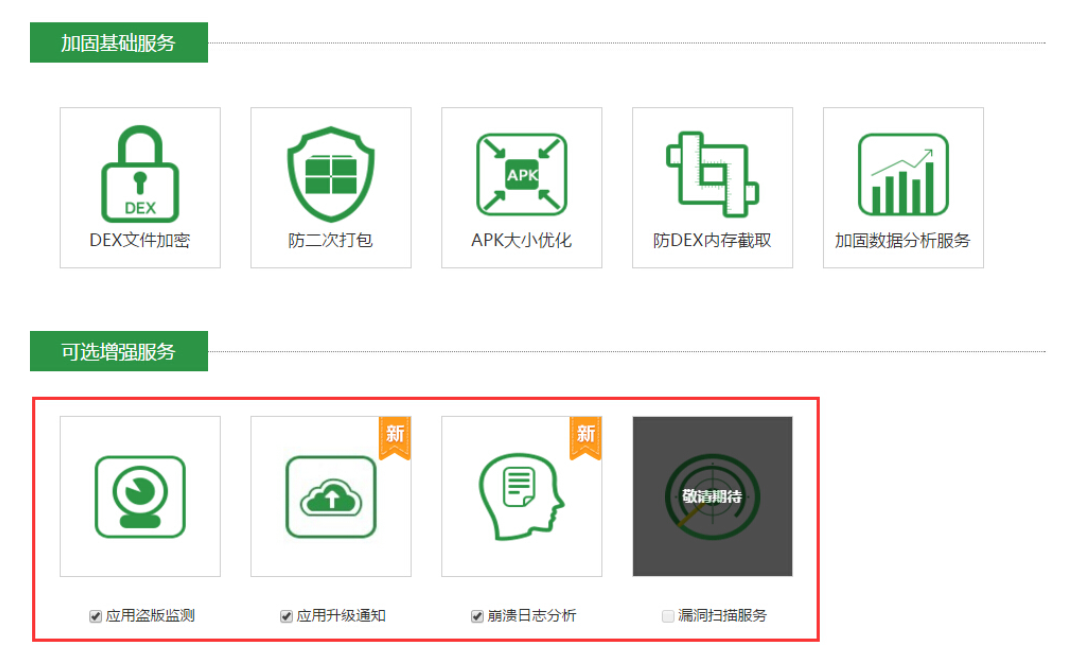 加固基础服务
DEX
APK
DEX文件加密
防二次打包
APK大小优化
防DEX内存截取
加固数据分析服务
可选增强服务
新
新
敬请期待
应用盗版监测
应用升级通知
崩溃日志分析
漏洞扫描服务